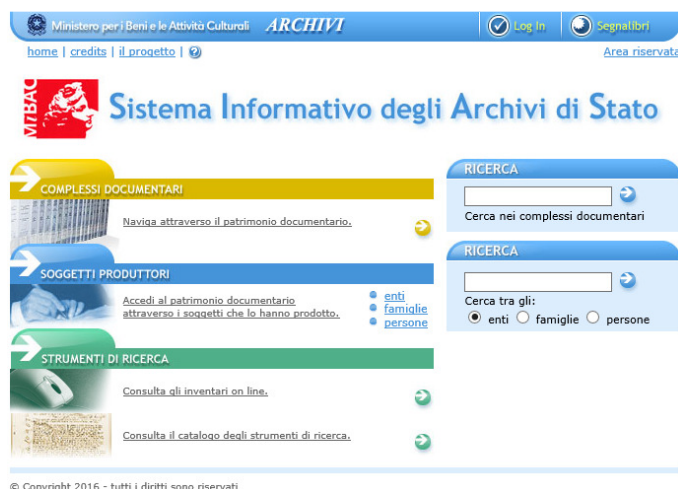 Ministero per i Beni e le Attività Culturali ARCHIVI
Log In
Segnalibri
home | credits | il progetto | ?
Area riservata
MiBAC
Sistema Informativo degli Archivi di Stato
COMPLESSI DOCUMENTARI
Naviga attraverso il patrimonio documentario.
SOGGETTI PRODUTTORI
Accedi al patrimonio documentario
attraverso i soggetti che lo hanno prodotto.
enti
famiglie
persone
STRUMENTI DI RICERCA
Consulta gli inventari on line.
Consulta il catalogo degli strumenti di ricerca.
RICERCA
Cerca nei complessi documentari
RICERCA
Cerca tra gli:
enti famiglie persone
© Copyright 2016 - tutti i diritti sono riservati